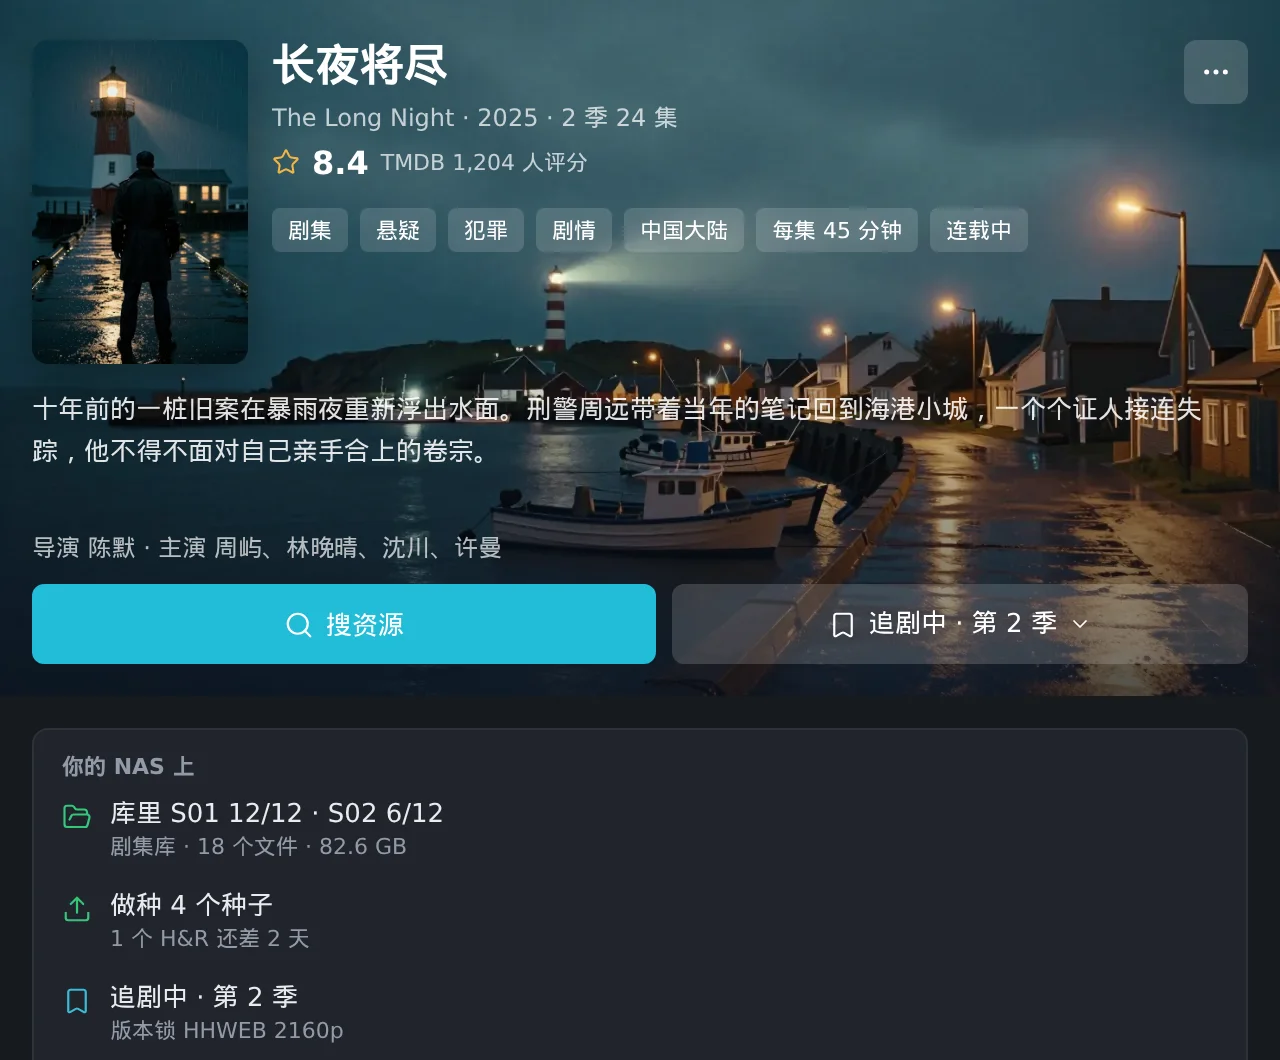 长夜将尽
The Long Night · 2025 · 2 季 24 集
8.4 TMDB 1,204 人评分
剧集 悬疑 犯罪 剧情 中国大陆 每集 45 分钟 连载中
十年前的一桩旧案在暴雨夜重新浮出水面。刑警周远带着当年的笔记回到海港小城，一个个证人接连失
踪，他不得不面对自己亲手合上的卷宗。
导演 陈默 · 主演 周屿、林晚晴、沈川、许曼
搜资源
追剧中 · 第 2 季
你的 NAS 上
库里 S01 12/12 · S02 6/12
剧集库 · 18 个文件 · 82.6 GB
做种 4 个种子
1 个 H&R 还差 2 天
追剧中 · 第 2 季
版本锁 HHWEB 2160p